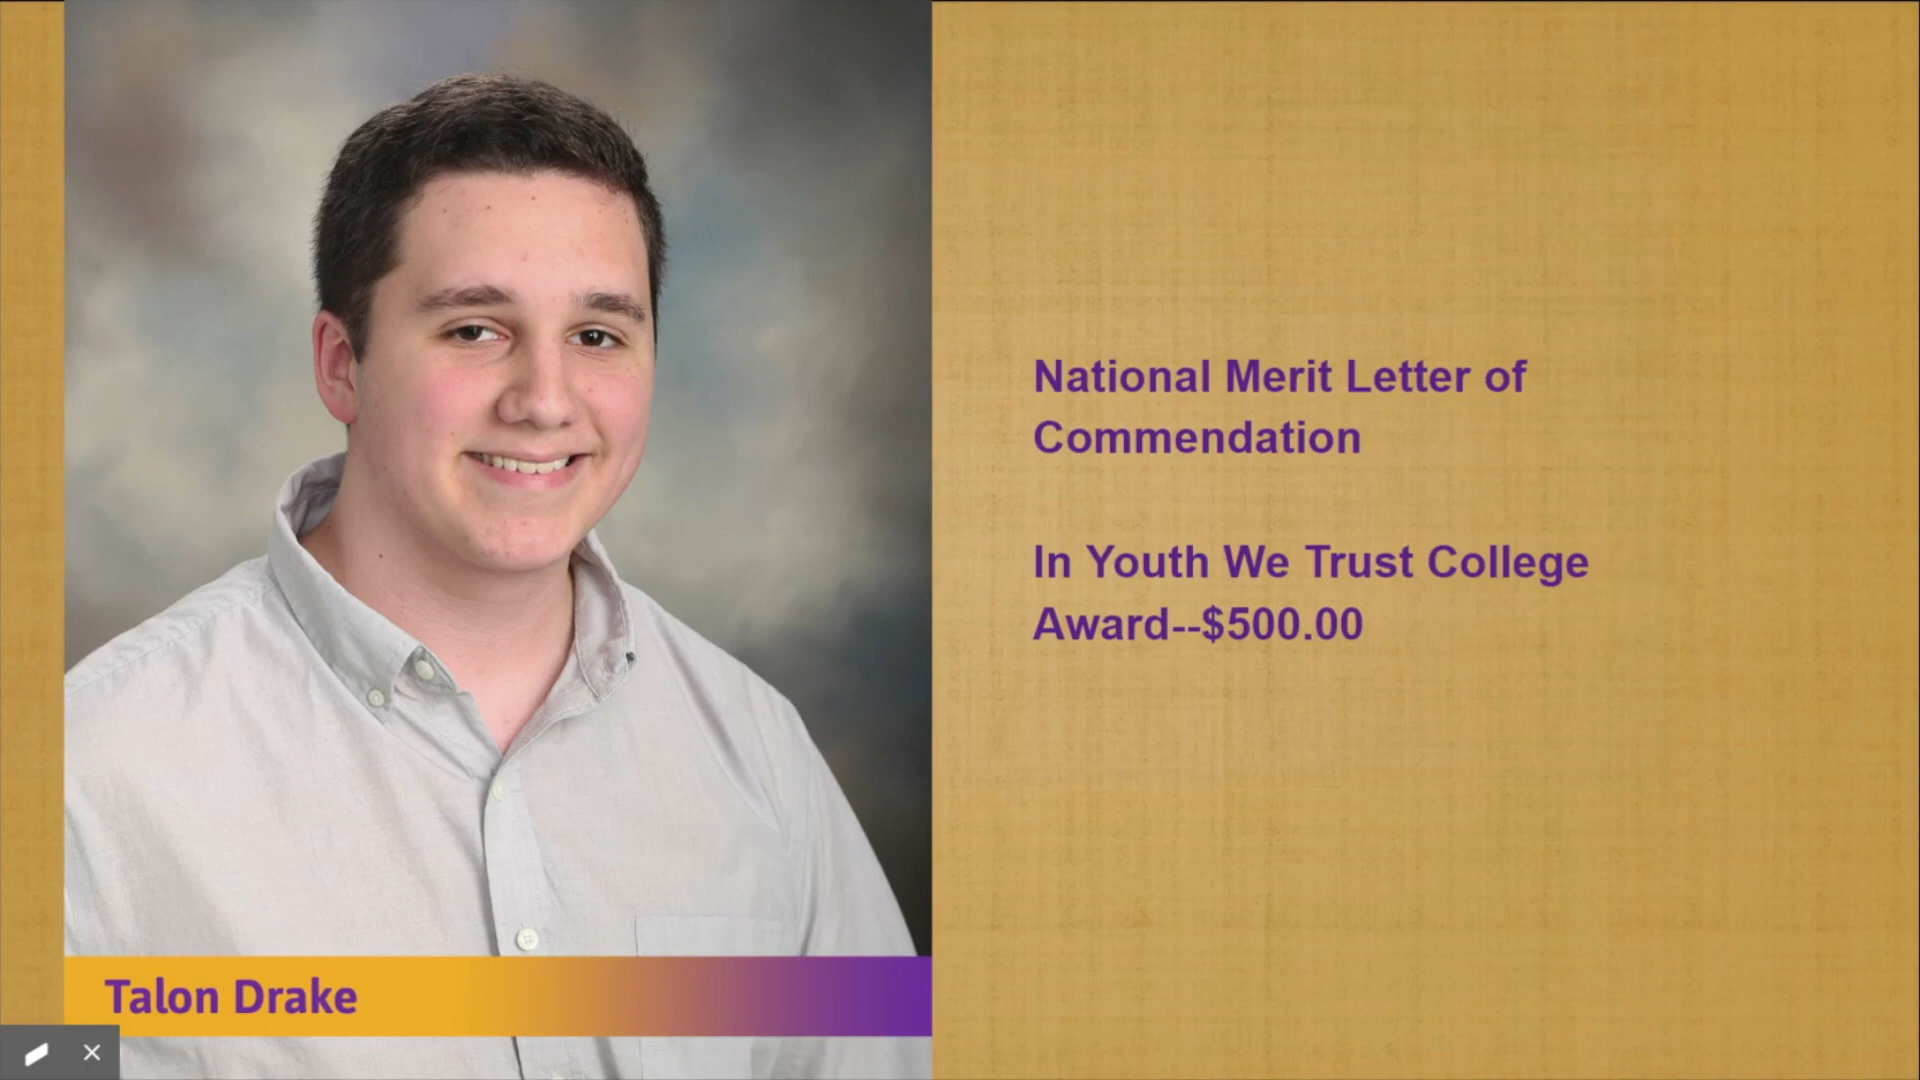 National Merit Letter of
Commendation
In Youth We Trust College
Award--$500.00
Talon Drake